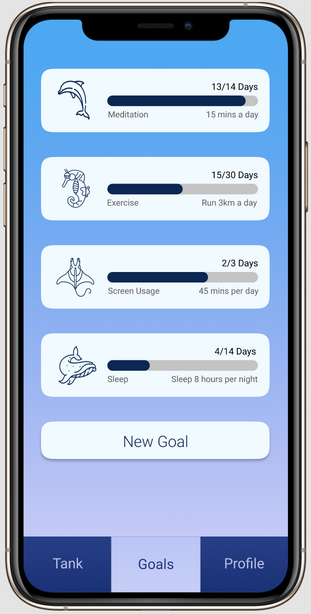 13/14 Days
Meditation 15 mins a day
15/30 Days
Exercise Run 3km a day
2/3 Days
Screen Usage 45 mins per day
4/14 Days
Sleep Sleep 8 hours per night
New Goal
Tank Goals Profile